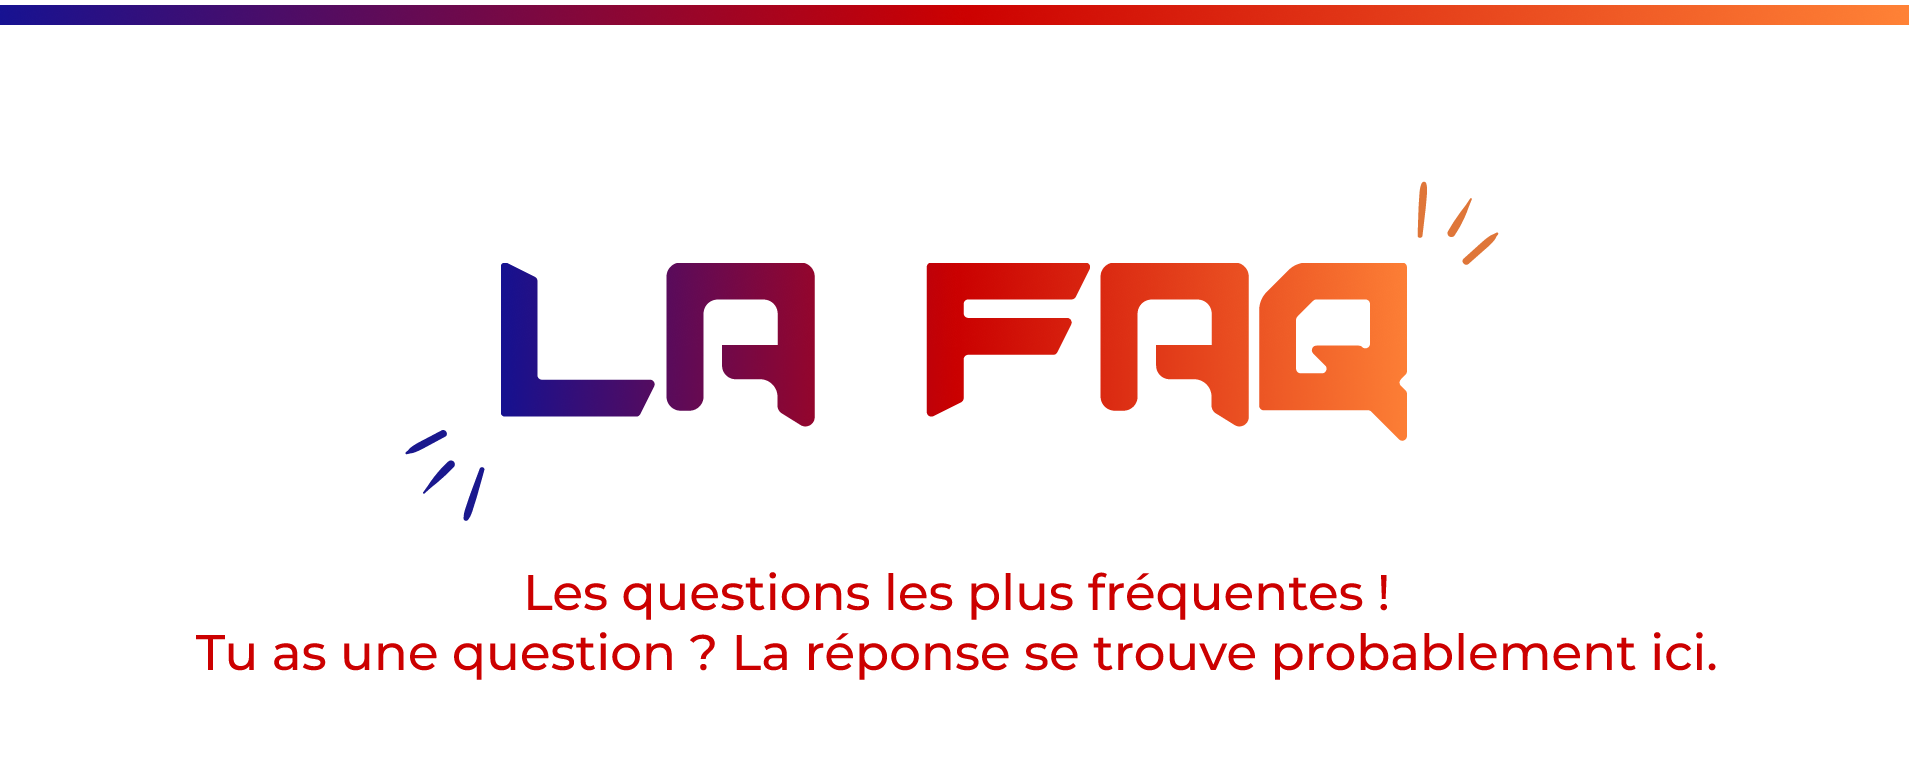 LA FAQ
Les questions les plus fréquentes !
Tu as une question ? La réponse se trouve probablement ici.